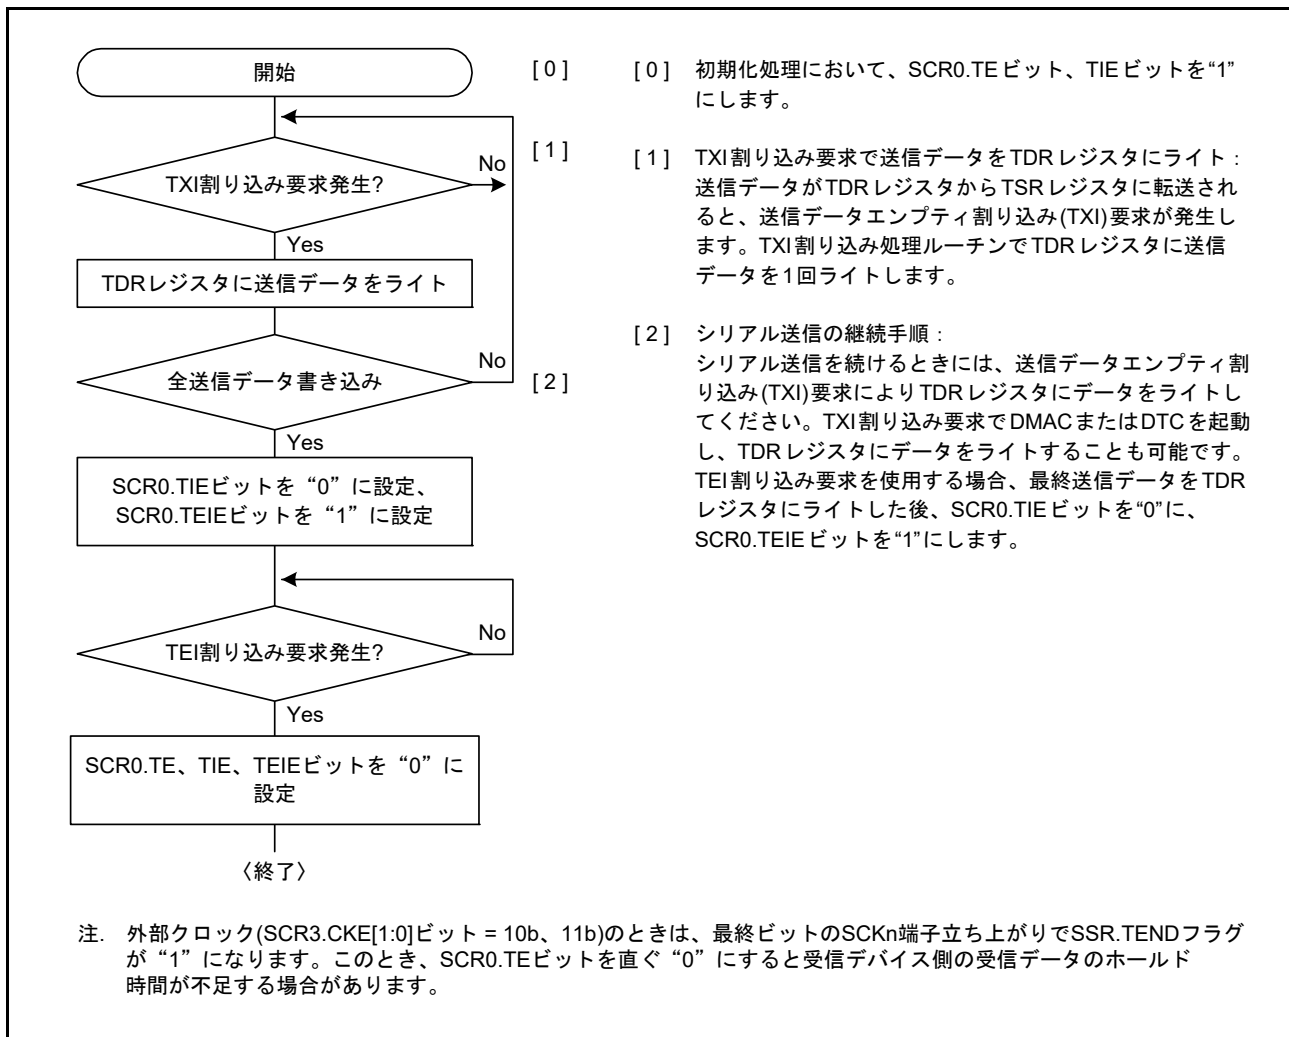 開始
[0]
TXI割り込み要求発生?
No
[1]
Yes
TDRレジスタに送信データをライト
全送信データ書き込み
No
[2]
Yes
SCR0.TIEビットを“0”に設定、
SCR0.TEIEビットを“1”に設定
TEI割り込み要求発生?
No
Yes
SCR0.TE、TIE、TEIEビットを“0”に
設定
〈終了〉
[0] 初期化処理において、SCR0.TEビット、TIEビットを“1”
にします。
[1] TXI割り込み要求で送信データをTDRレジスタにライト：
送信データがTDRレジスタからTSRレジスタに転送され
ると、送信データエンプティ割り込み(TXI)要求が発生し
ます。TXI割り込み処理ルーチンでTDRレジスタに送信
データを1回ライトします。
[2] シリアル送信の継続手順：
シリアル送信を続けるときには、送信データエンプティ割
り込み(TXI)要求によりTDRレジスタにデータをライトし
てください。TXI割り込み要求でDMACまたはDTCを起動
し、TDRレジスタにデータをライトすることも可能です。
TEI割り込み要求を使用する場合、最終送信データをTDR
レジスタにライトした後、SCR0.TIEビットを“0”に、
SCR0.TEIEビットを“1”にします。
注. 外部クロック(SCR3.CKE[1:0]ビット = 10b、11b)のときは、最終ビットのSCKn端子立ち上がりでSSR.TENDフラグ
が“1”になります。このとき、SCR0.TEビットを直ぐ“0”にすると受信デバイス側の受信データのホールド
時間が不足する場合があります。